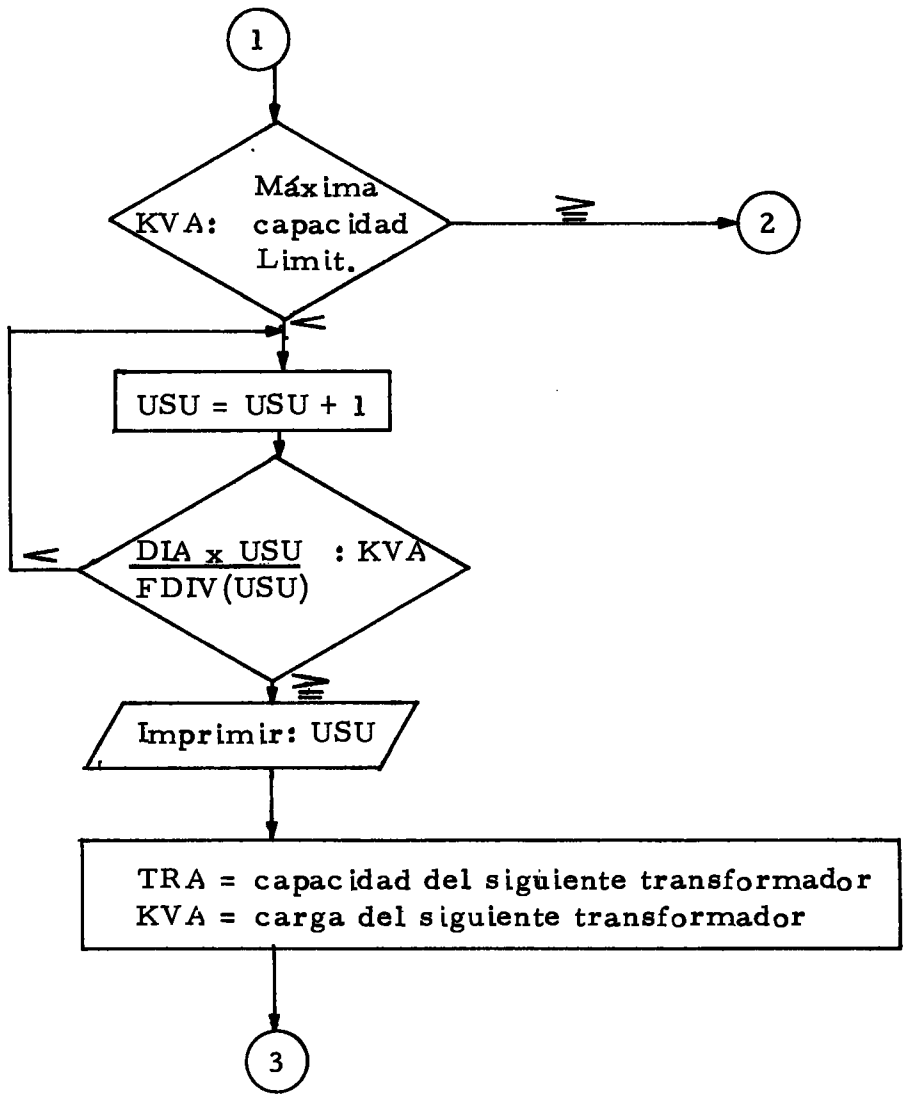 1
Máxima
KVA: capacidad
Limit.
≧
2
<
USU = USU + 1
DIA x USU : KVA
FDIV(USU)
<
≧
Imprimir: USU
TRA = capacidad del siguiente transformador
KVA = carga del siguiente transformador
3